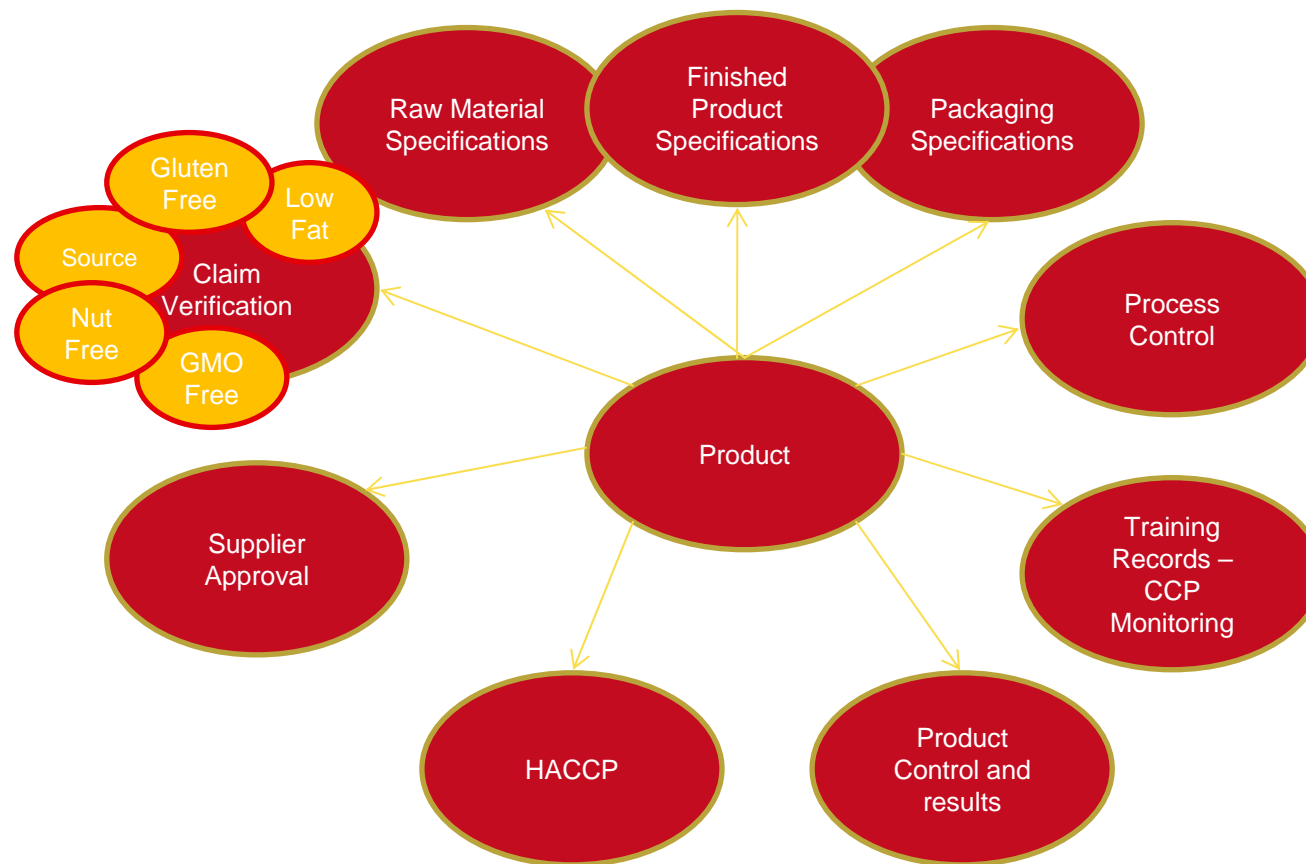 Raw Material
Specifications
Finished
Product
Specifications
Packaging
Specifications
Gluten
Free
Low
Fat
Source
Claim
Verification
Nut
Free
GMO
Free
Process
Control
Product
Supplier
Approval
Training
Records –
CCP
Monitoring
HACCP
Product
Control and
results